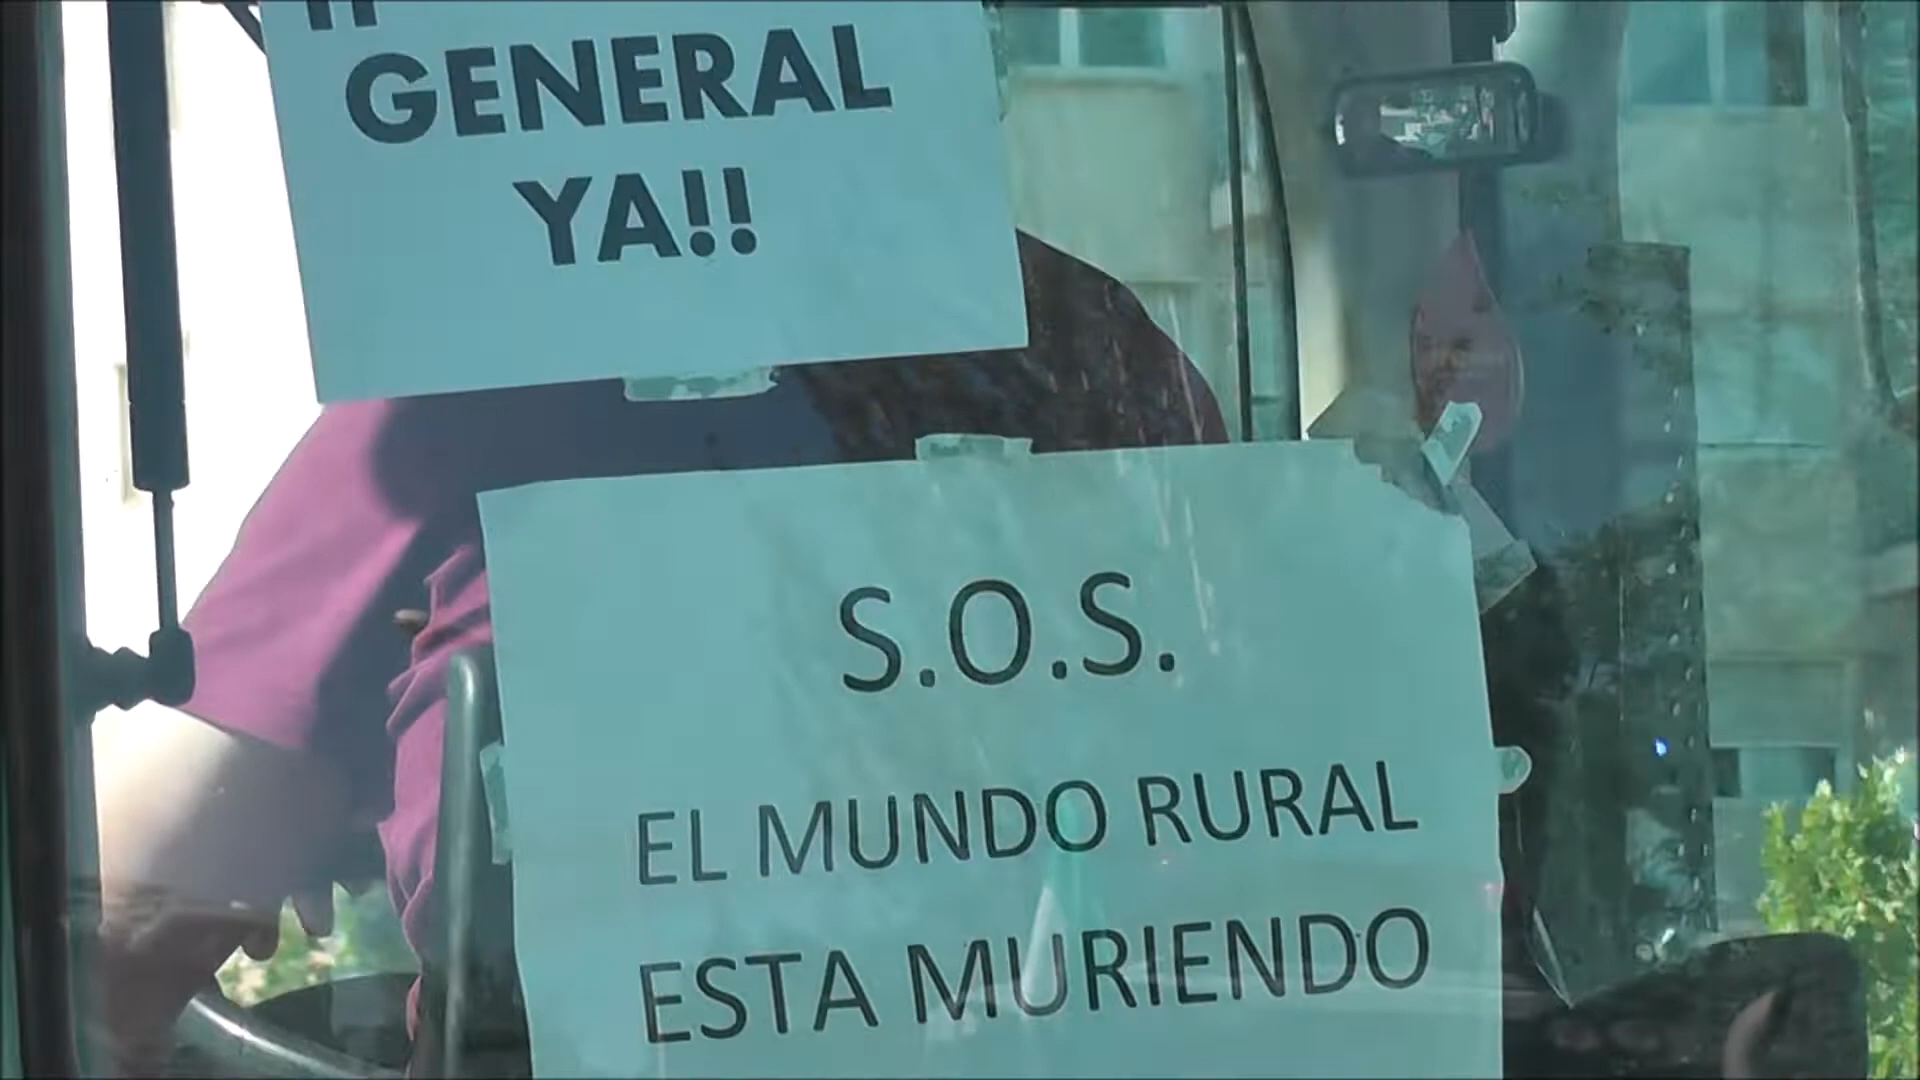 GENERAL
YA!!
S.O.S.
EL MUNDO RURAL
ESTA MURIENDO